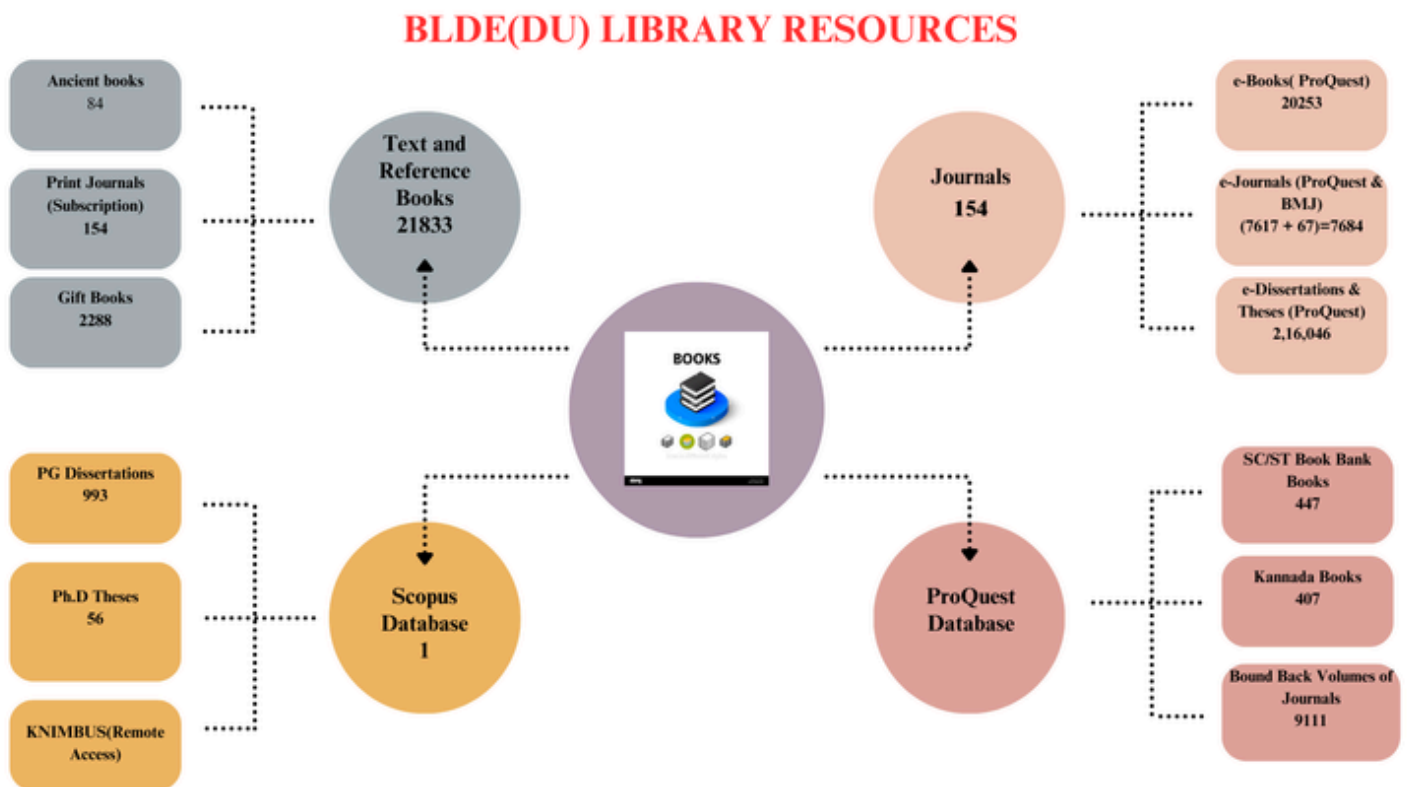 BLDE(DU) LIBRARY RESOURCES
Ancient books
84
Print Journals
(Subscription)
154
Gift Books
2288
Text and
Reference
Books
21833
Journals
154
e-Books( ProQuest)
20253
e-Journals (ProQuest &
BMJ)
(7617 + 67)=7684
e-Dissertations &
Theses (ProQuest)
2,16,046
BOOKS
PG Dissertations
993
Ph.D Theses
56
KNIMBUS(Remote
Access)
Scopus
Database
1
ProQuest
Database
SC/ST Book Bank
Books
447
Kannada Books
407
Bound Back Volumes of
Journals
9111